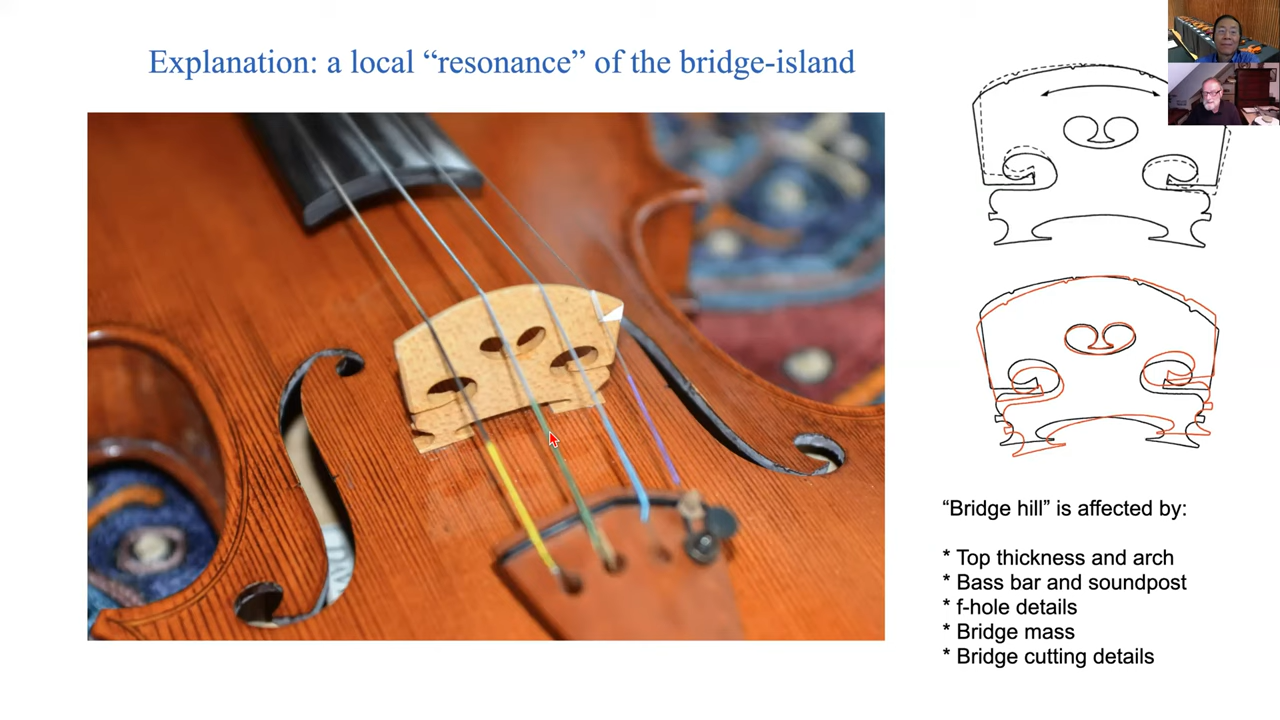 Explanation: a local “resonance” of the bridge-island
“Bridge hill” is affected by:
* Top thickness and arch
* Bass bar and soundpost
* f-hole details
* Bridge mass
* Bridge cutting details